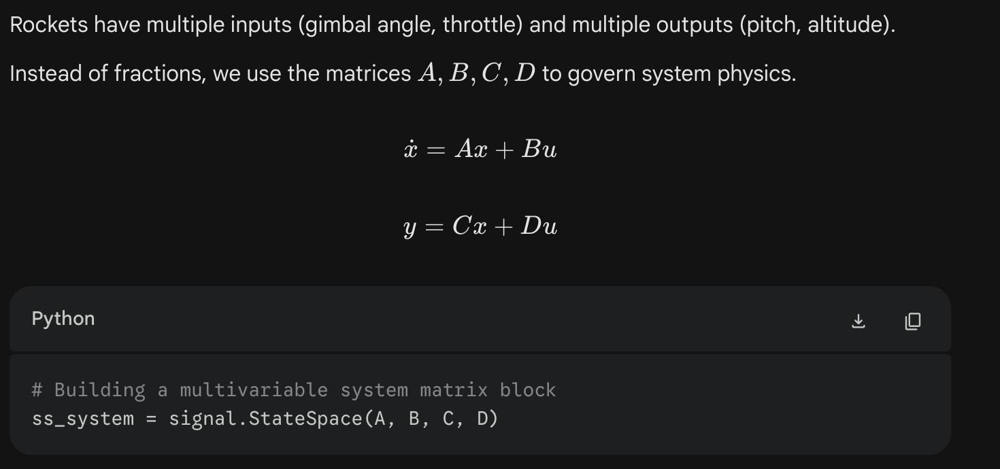 Rockets have multiple inputs (gimbal angle, throttle) and multiple outputs (pitch, altitude).
Instead of fractions, we use the matrices A, B, C, D to govern system physics.
ẋ = Ax + Bu
y = Cx + Du
Python
# Building a multivariable system matrix block
ss_system = signal.StateSpace(A, B, C, D)